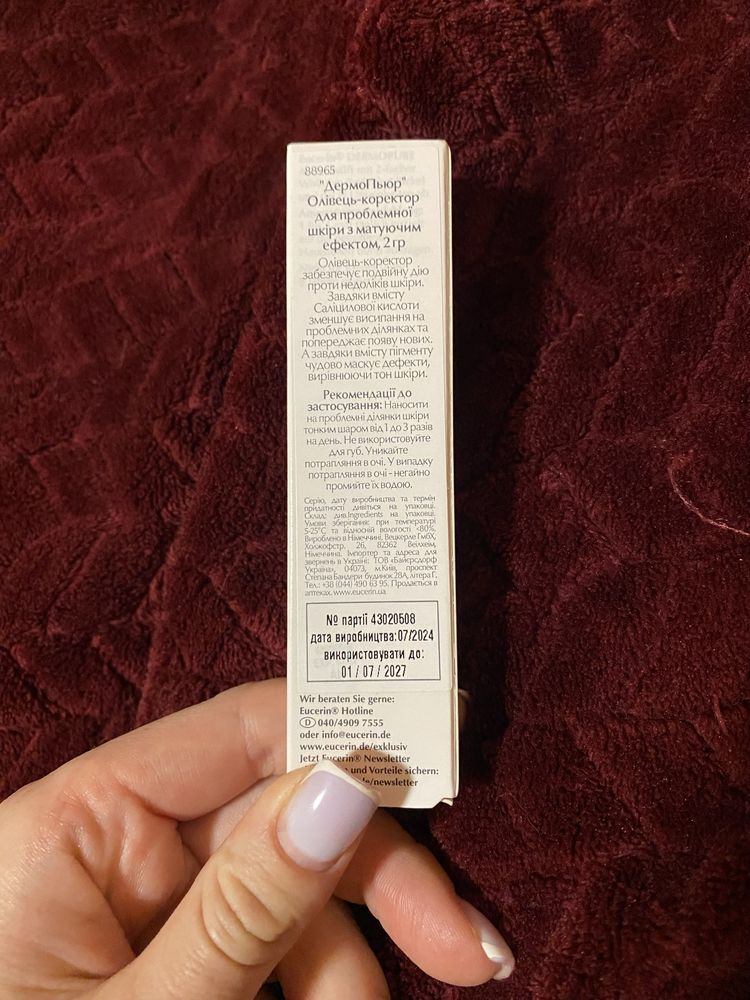 88965
"ДермоПьюр"
Олівець-коректор
для проблемної
шкіри з матуючим
ефектом, 2 гр
Олівець-коректор
забезпечує подвійну дію
проти недоліків шкіри.
Завдяки вмісту
Саліцилової кислоти
зменшує висипання на
проблемних ділянках та
попереджає появу нових.
А завдяки вмісту пігменту
чудово маскує дефекти,
вирівнюючи тон шкіри.
Рекомендації до
застосування: Наносити
на проблемні ділянки шкіри
тонким шаром від 1 до 3 разів
на день. Не використовуйте
для губ. Уникайте
потрапляння в очі. У випадку
потрапляння в очі - негайно
промийте їх водою.
Серію, дату виробництва та термін
придатності дивіться на упаковці.
Склад: див.Ingredients на упаковці.
Умови зберігання: при температурі
5-25°C та відносній вологості <80%.
Вироблено в Німеччині, Вецкерле ГмбХ,
Холжофстр. 26, 82362 Вейлхейм,
Німеччина. Імпортер та адреса для
звернень в Україні: ТОВ «Байєрсдорф
Україна», 04073, м.Київ, проспект
Степана Бандери будинок 28А, літера Г.
Тел.: +38 (044) 490 63 95. Продається в
аптеках. www.eucerin.ua
№ партії 43020508
дата виробництва:07/2024
використовувати до:
01 / 07 / 2027
Wir beraten Sie gerne:
Eucerin® Hotline
D 040/4909 7555
oder info@eucerin.de
www.eucerin.de/exklusiv
Jetzt Eucerin® Newsletter
und Vorteile sichern:
de/newsletter